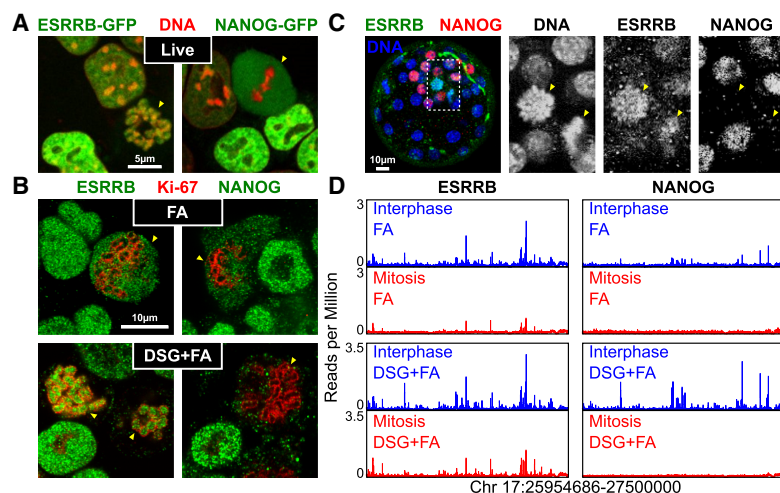 A ESRRB-GFP DNA NANOG-GFP
Live
5µm
B ESRRB Ki-67 NANOG
FA
10µm
DSG+FA
C ESRRB NANOG DNA ESRRB NANOG
DNA
10µm
D ESRRB NANOG
Reads per Million
3
Interphase
FA
0
Interphase
FA
3
Mitosis
FA
0
Mitosis
FA
3.5
Interphase
DSG+FA
0
Interphase
DSG+FA
3.5
Mitosis
DSG+FA
0
Mitosis
DSG+FA
Chr 17:25954686-27500000